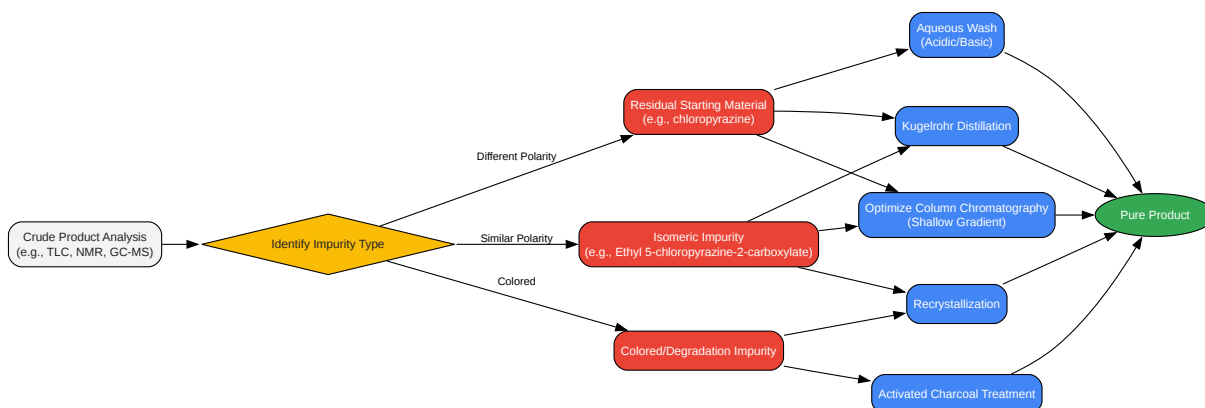 Crude Product Analysis
(e.g., TLC, NMR, GC-MS)
Identify Impurity Type
Different Polarity
Similar Polarity
Colored
Residual Starting Material
(e.g., chloropyrazine)
Isomeric Impurity
(e.g., Ethyl 5-chloropyrazine-2-carboxylate)
Colored/Degradation Impurity
Aqueous Wash
(Acidic/Basic)
Kugelrohr Distillation
Optimize Column Chromatography
(Shallow Gradient)
Recrystallization
Activated Charcoal Treatment
Pure Product